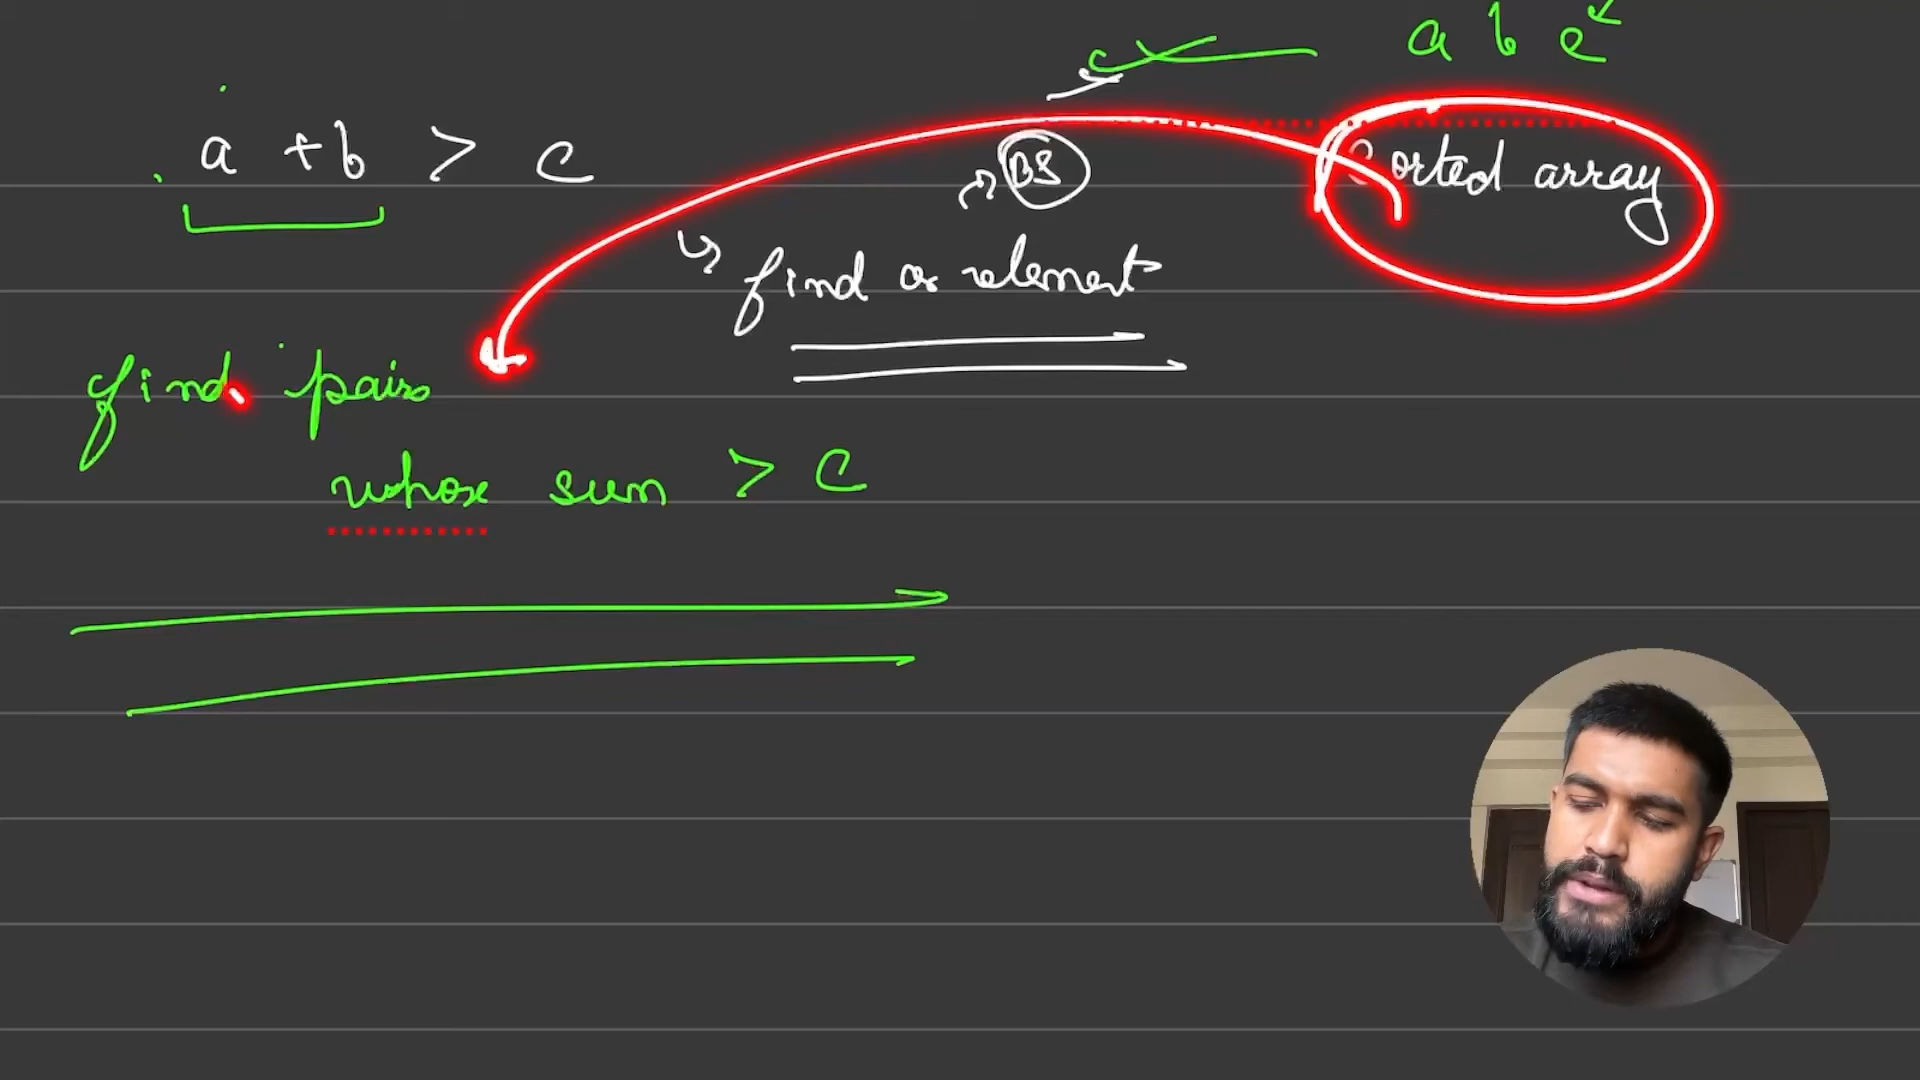 a b c
c
a + b > c
BS
Sorted array
find an element
find pairs
whose sum > C